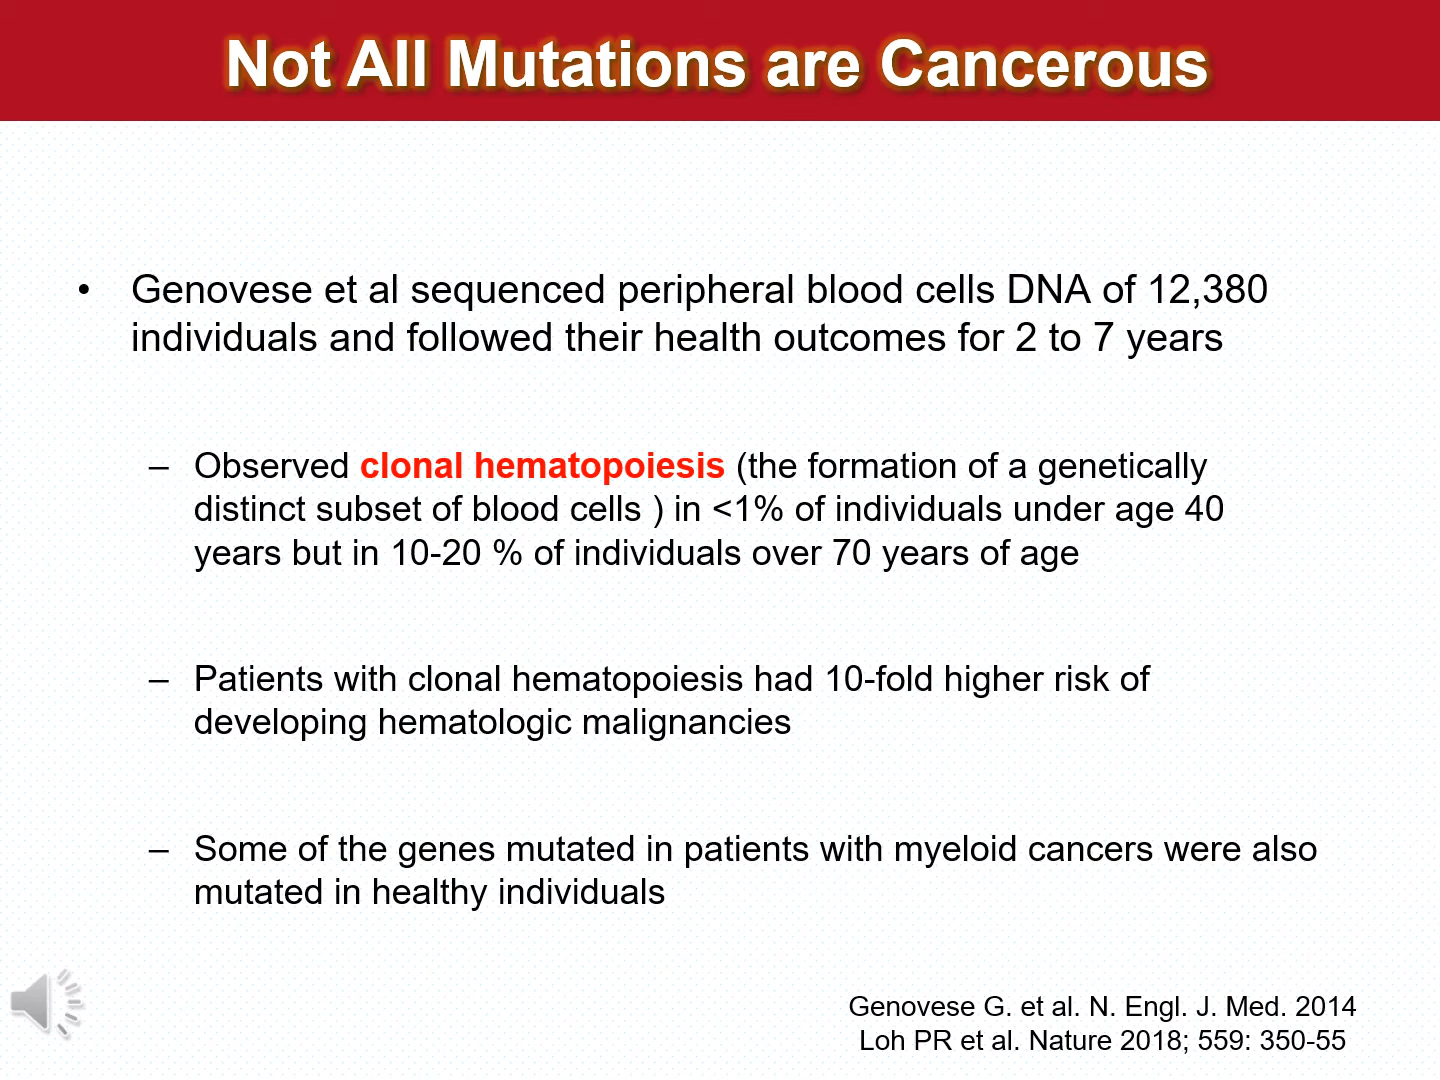 Not All Mutations are Cancerous
• Genovese et al sequenced peripheral blood cells DNA of 12,380
individuals and followed their health outcomes for 2 to 7 years
– Observed clonal hematopoiesis (the formation of a genetically
distinct subset of blood cells ) in <1% of individuals under age 40
years but in 10-20 % of individuals over 70 years of age
– Patients with clonal hematopoiesis had 10-fold higher risk of
developing hematologic malignancies
– Some of the genes mutated in patients with myeloid cancers were also
mutated in healthy individuals
Genovese G. et al. N. Engl. J. Med. 2014
Loh PR et al. Nature 2018; 559: 350-55